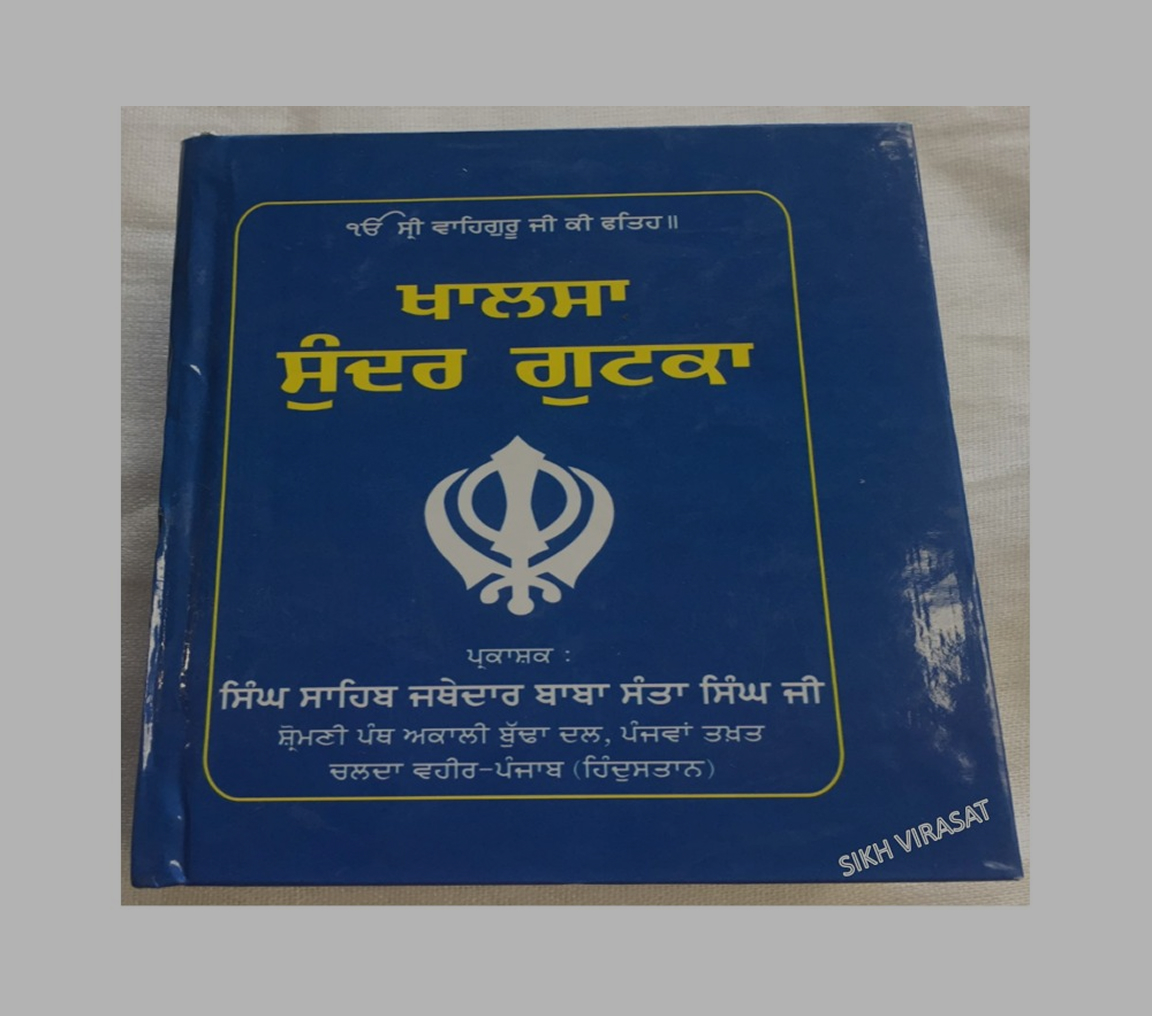 ੴ ਸ੍ਰੀ ਵਾਹਿਗੁਰੂ ਜੀ ਕੀ ਫਤਿਹ॥
ਖਾਲਸਾ
ਸੁੰਦਰ ਗੁਟਕਾ
ਪ੍ਰਕਾਸ਼ਕ :
ਸਿੰਘ ਸਾਹਿਬ ਜਥੇਦਾਰ ਬਾਬਾ ਸੰਤਾ ਸਿੰਘ ਜੀ
ਸ਼੍ਰੋਮਣੀ ਪੰਥ ਅਕਾਲੀ ਬੁੱਢਾ ਦਲ, ਪੰਜਵਾਂ ਤਖ਼ਤ
ਚਲਦਾ ਵਹੀਰ-ਪੰਜਾਬ (ਹਿੰਦੁਸਤਾਨ)
SIKH VIRASAT